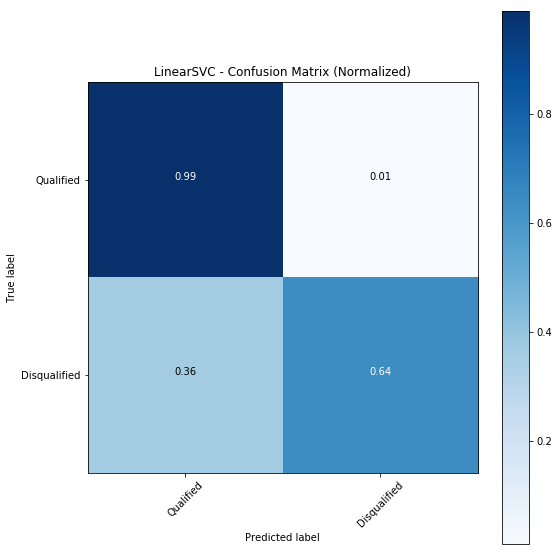 LinearSVC - Confusion Matrix (Normalized)
True label
Qualified
0.99
0.01
Disqualified
0.36
0.64
Qualified
Disqualified
Predicted label
0.8
0.6
0.4
0.2